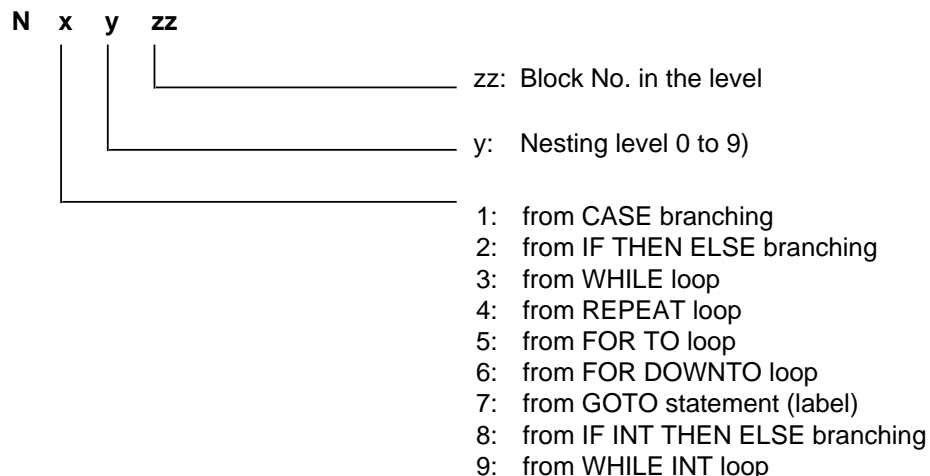 N x y zz
zz: Block No. in the level
y: Nesting level 0 to 9)
1: from CASE branching
2: from IF THEN ELSE branching
3: from WHILE loop
4: from REPEAT loop
5: from FOR TO loop
6: from FOR DOWNTO loop
7: from GOTO statement (label)
8: from IF INT THEN ELSE branching
9: from WHILE INT loop